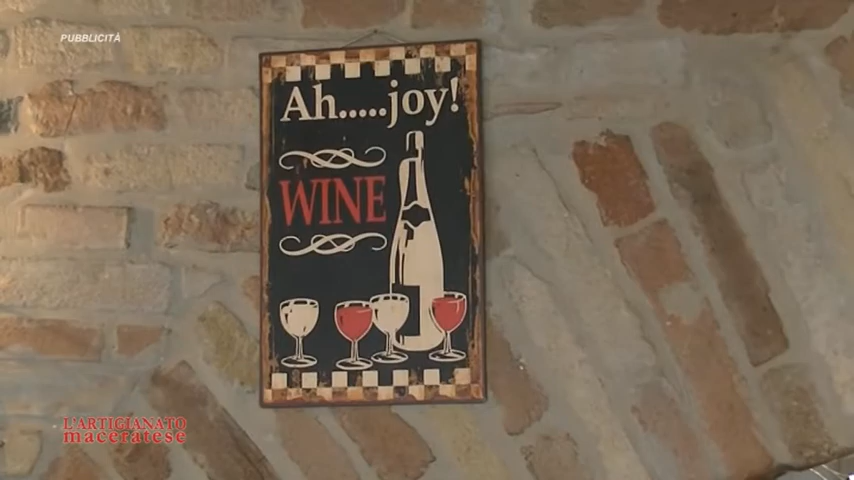 PUBBLICITÀ
Ah.....joy!
WINE
L'ARTIGIANATO
maceratese